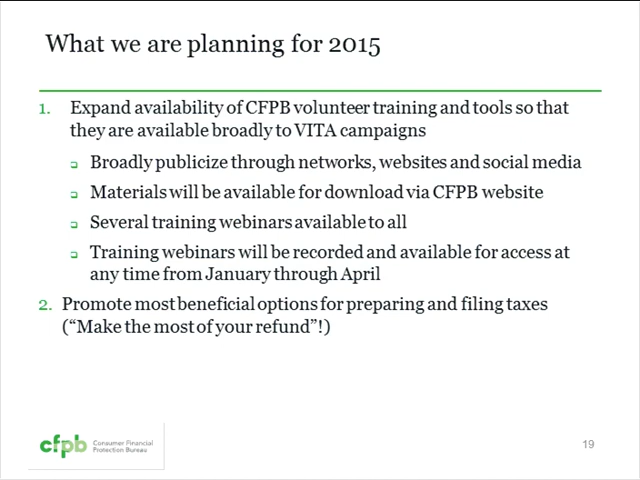 What we are planning for 2015
1. Expand availability of CFPB volunteer training and tools so that
they are available broadly to VITA campaigns
❑ Broadly publicize through networks, websites and social media
❑ Materials will be available for download via CFPB website
❑ Several training webinars available to all
❑ Training webinars will be recorded and available for access at
any time from January through April
2. Promote most beneficial options for preparing and filing taxes
(“Make the most of your refund”!)
cfpb Consumer Financial
Protection Bureau
19